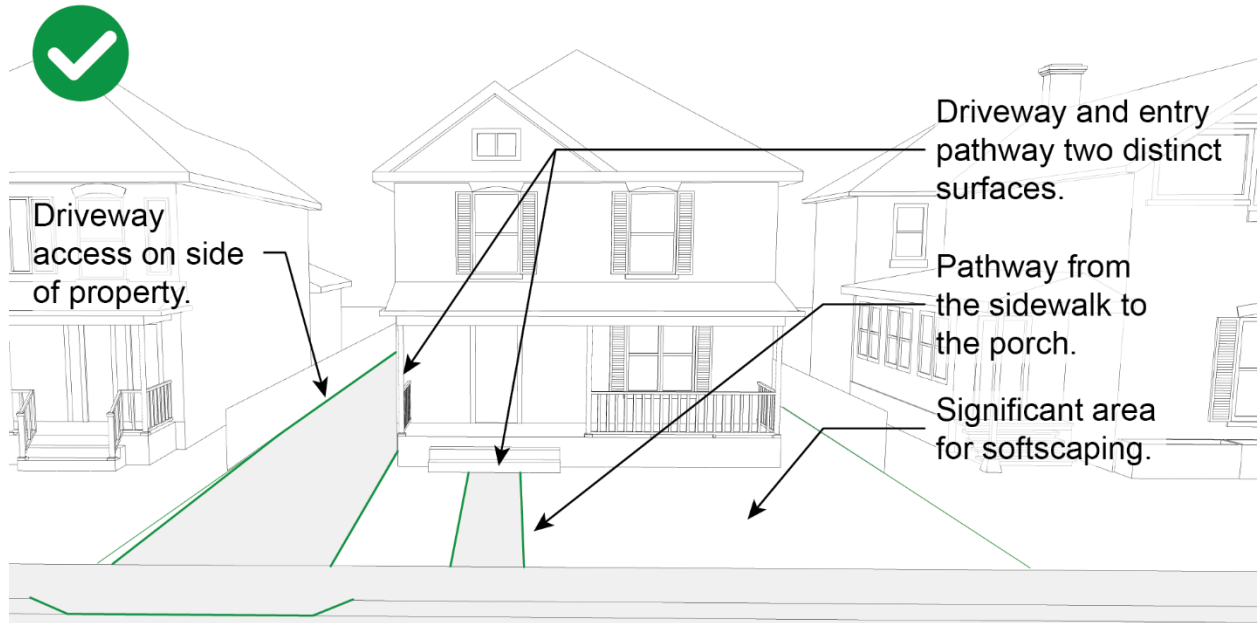 Driveway and entry
pathway two distinct
surfaces.
Driveway
access on side
of property.
Pathway from
the sidewalk to
the porch.
Significant area
for softscaping.